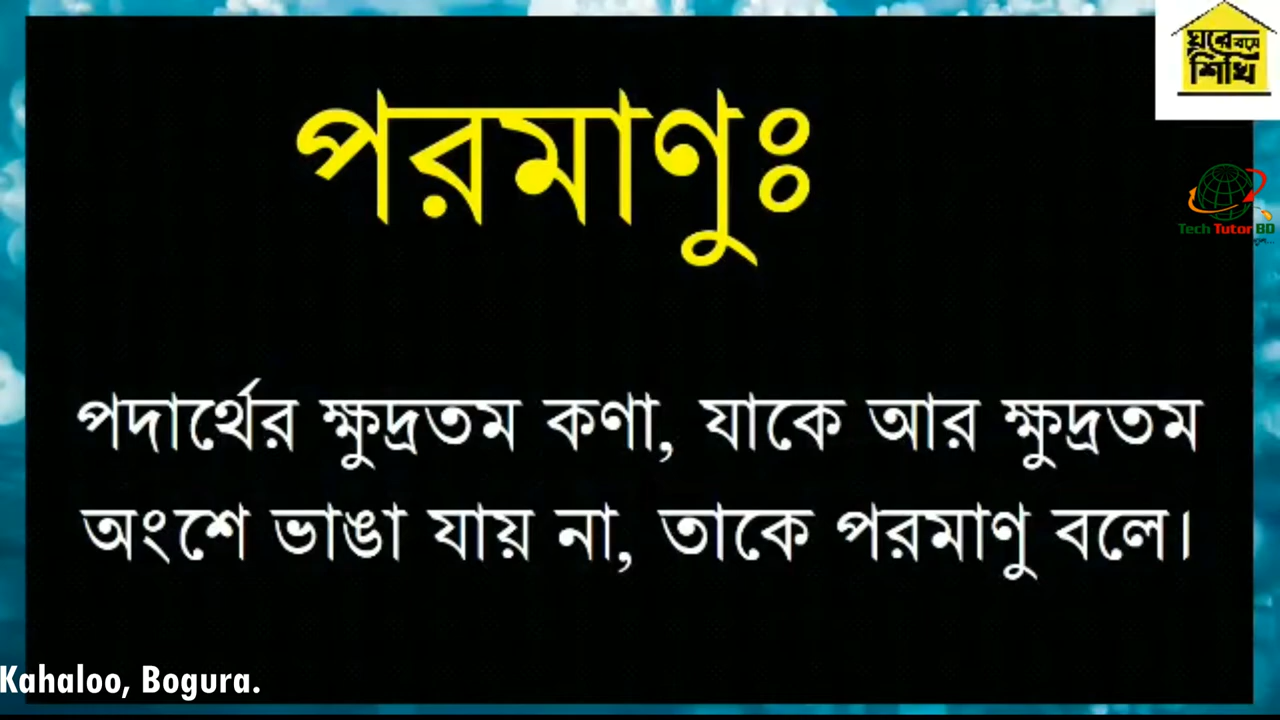 ঘরে বসে
শিখি
পরমাণুঃ
Tech Tutor BD
পদার্থের ক্ষুদ্রতম কণা, যাকে আর ক্ষুদ্রতম
অংশে ভাঙা যায় না, তাকে পরমাণু বলে।
Kahaloo, Bogura.